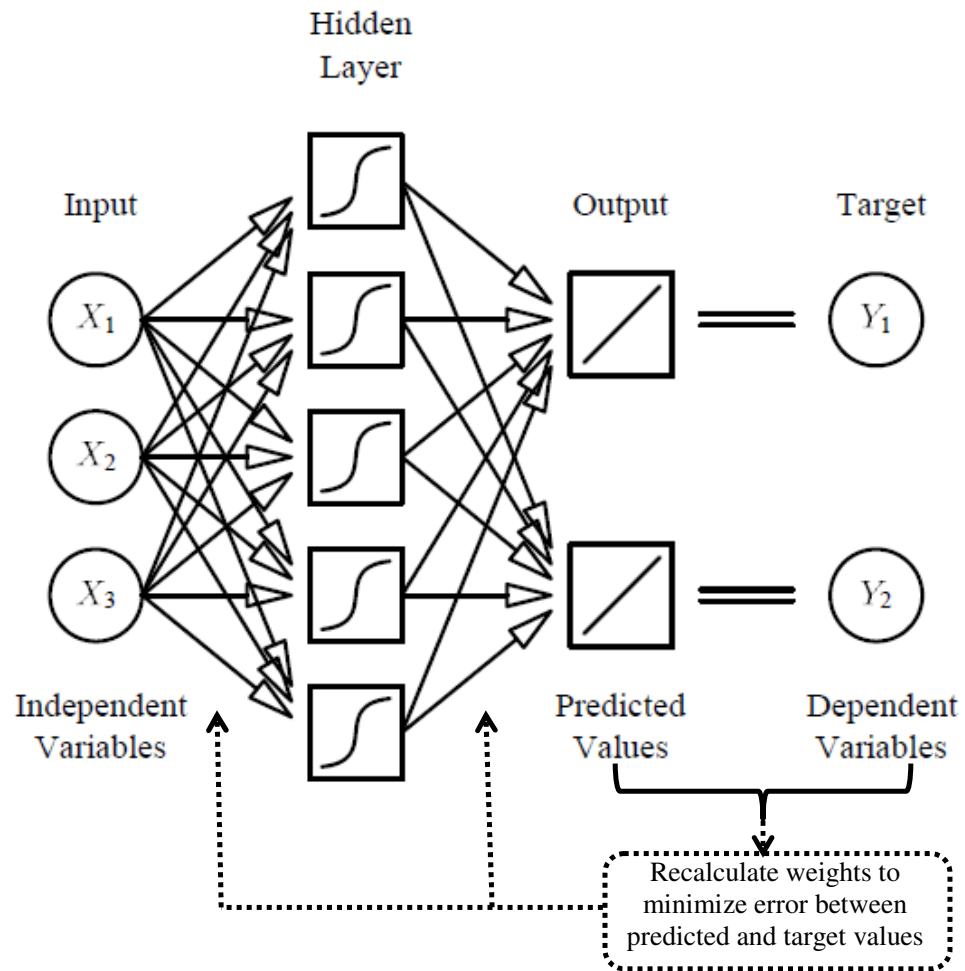 Hidden
Layer
Input
Output
Target
X1
X2
X3
Y1
Y2
Independent
Variables
Predicted
Values
Dependent
Variables
Recalculate weights to
minimize error between
predicted and target values